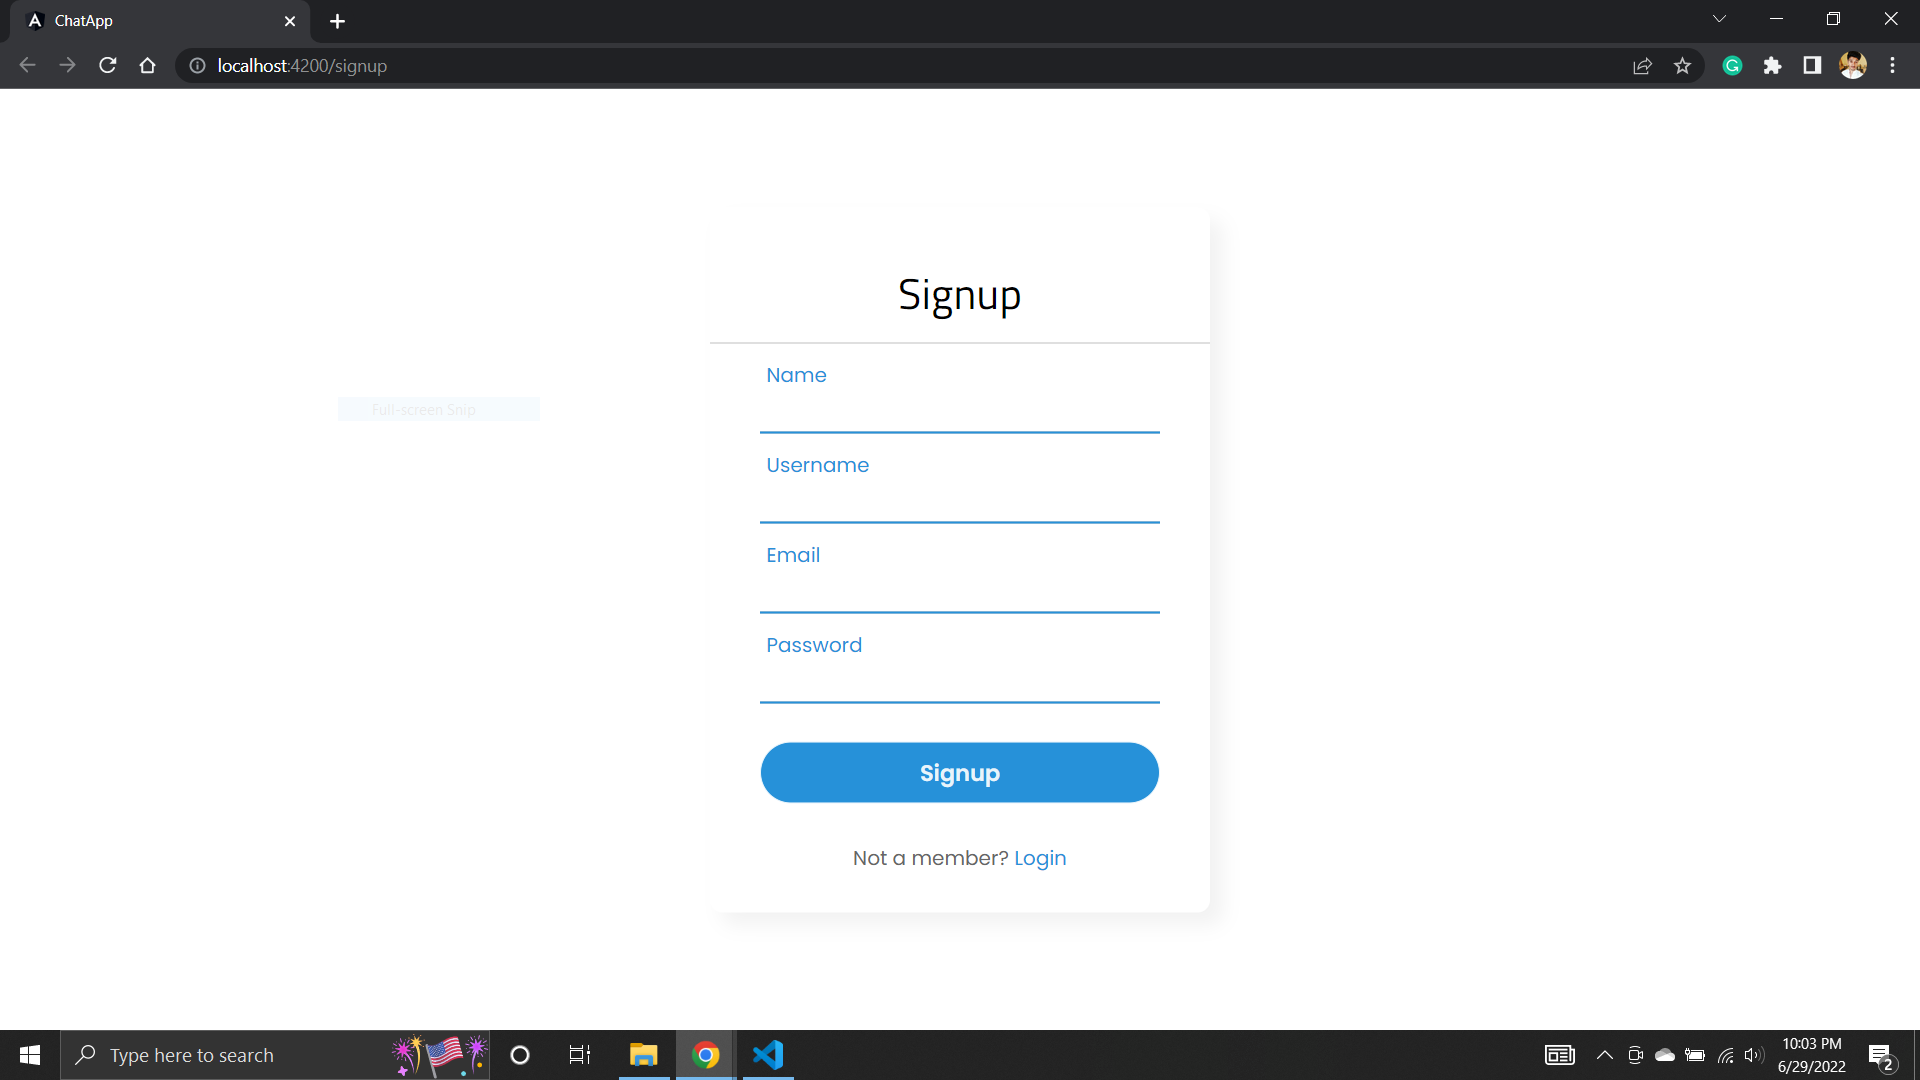 ChatApp
localhost:4200/signup
Signup
Name
Full-screen Snip
Username
Email
Password
Signup
Not a member? Login
Type here to search
10:03 PM
6/29/2022
2